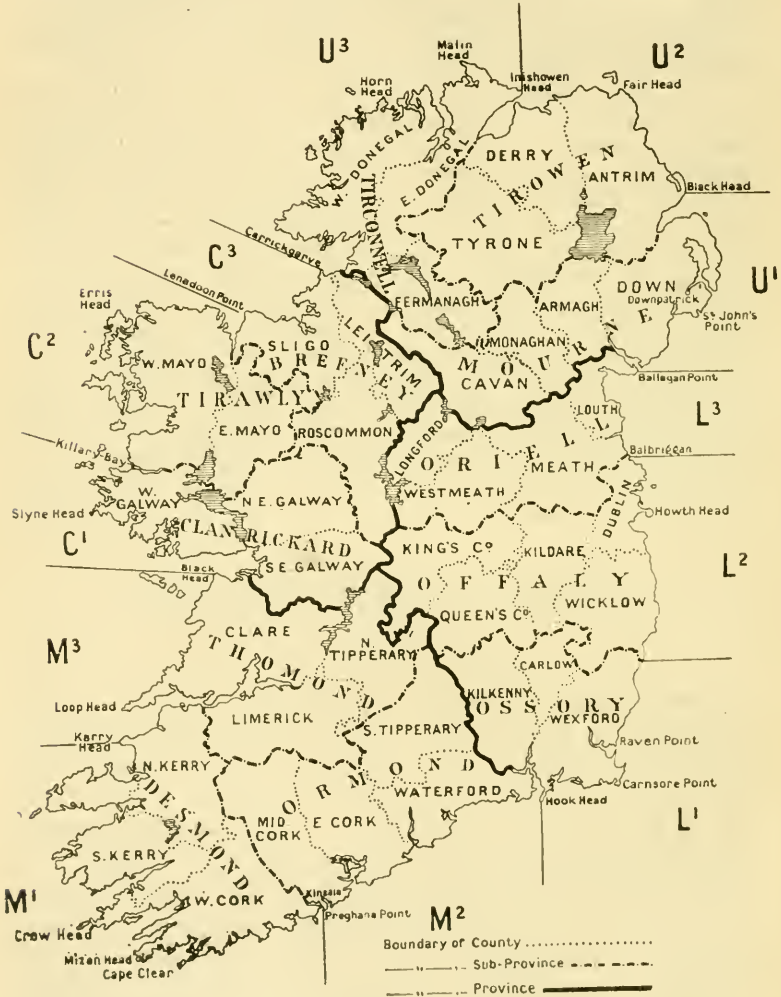 U³
Malin
Head
U²
Horn
Head
Inishowen
Head
Fair Head
W. DONEGAL
E. DONEGAL
DERRY
TIROWEN
ANTRIM
TIRCONNELL
Black Head
TYRONE
Carrickgarve
C³
U¹
Lenadoon Point
FERMANAGH
ARMAGH
DOWN
Downpatrick
St John's
Point
Erris
Head
MONAGHAN
MOURNE
C²
SLIGO
LEITRIM
BREFNEY
W. MAYO
CAVAN
Ballagan Point
TIRAWLY
LOUTH
L³
E. MAYO
ROSCOMMON
LONGFORD
ORIELL
Killary Bay
MEATH
Balbriggan
W.
GALWAY
N E. GALWAY
WESTMEATH
DUBLIN
Slyne Head
Howth Head
CLANRICKARD
C¹
KING'S Cº
KILDARE
Black
Head
S E. GALWAY
OFFALY
L²
QUEEN'S Cº
WICKLOW
M³
CLARE
THOMOND
N.
TIPPERARY
CARLOW
Loop Head
KILKENNY
OSSORY
LIMERICK
S. TIPPERARY
WEXFORD
Kerry
Head
Raven Point
N. KERRY
ORMOND
WATERFORD
Carnsore Point
Hook Head
DESMOND
MID
CORK
E CORK
L¹
S. KERRY
M¹
W. CORK
Kinsale
Preghane Point
M²
Crow Head
Mizen Head
Cape Clear
Boundary of County
—— „ —— . Sub-Province
—— „ —— . Province